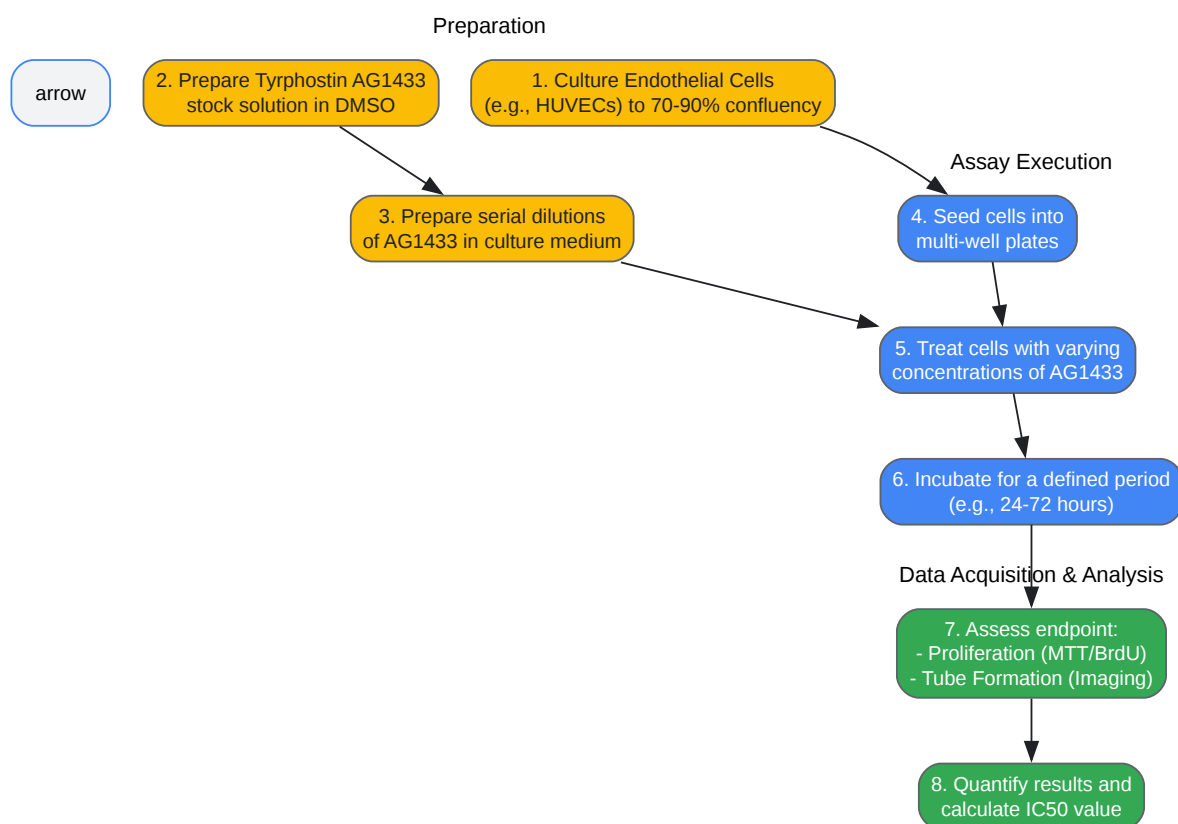 Preparation
arrow
2. Prepare Tyrphostin AG1433
stock solution in DMSO
1. Culture Endothelial Cells
(e.g., HUVECs) to 70-90% confluency
Assay Execution
3. Prepare serial dilutions
of AG1433 in culture medium
4. Seed cells into
multi-well plates
5. Treat cells with varying
concentrations of AG1433
6. Incubate for a defined period
(e.g., 24-72 hours)
Data Acquisition & Analysis
7. Assess endpoint:
- Proliferation (MTT/BrdU)
- Tube Formation (Imaging)
8. Quantify results and
calculate IC50 value